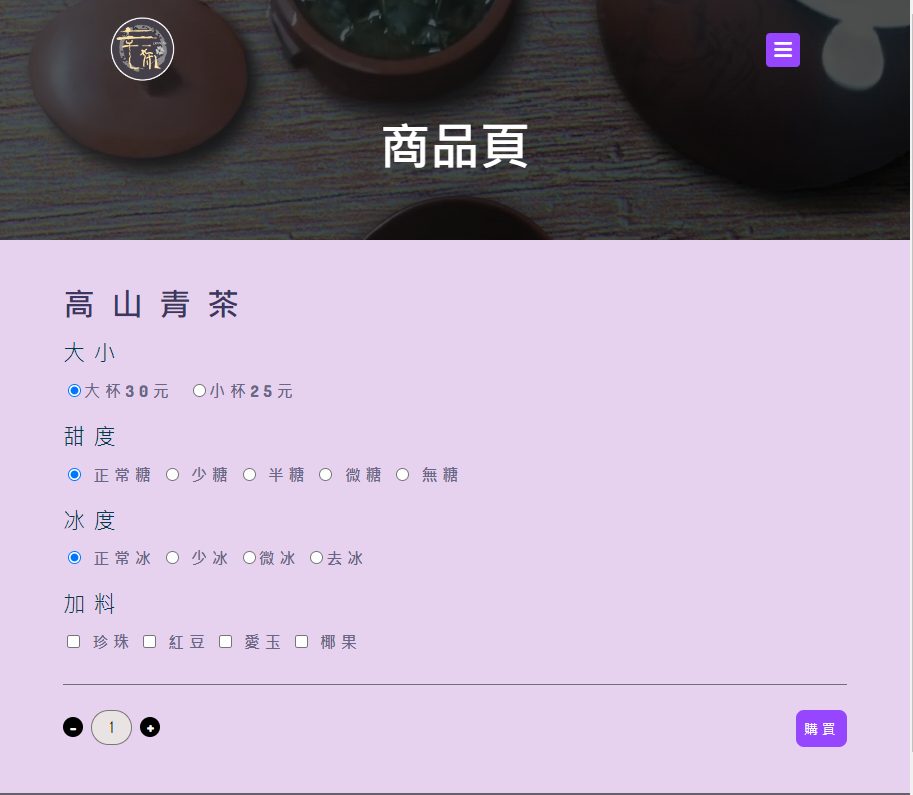 商品頁
高山青茶
大小
大杯30元 小杯25元
甜度
正常糖 少糖 半糖 微糖 無糖
冰度
正常冰 少冰 微冰 去冰
加料
珍珠 紅豆 愛玉 椰果
- 1 + 購買